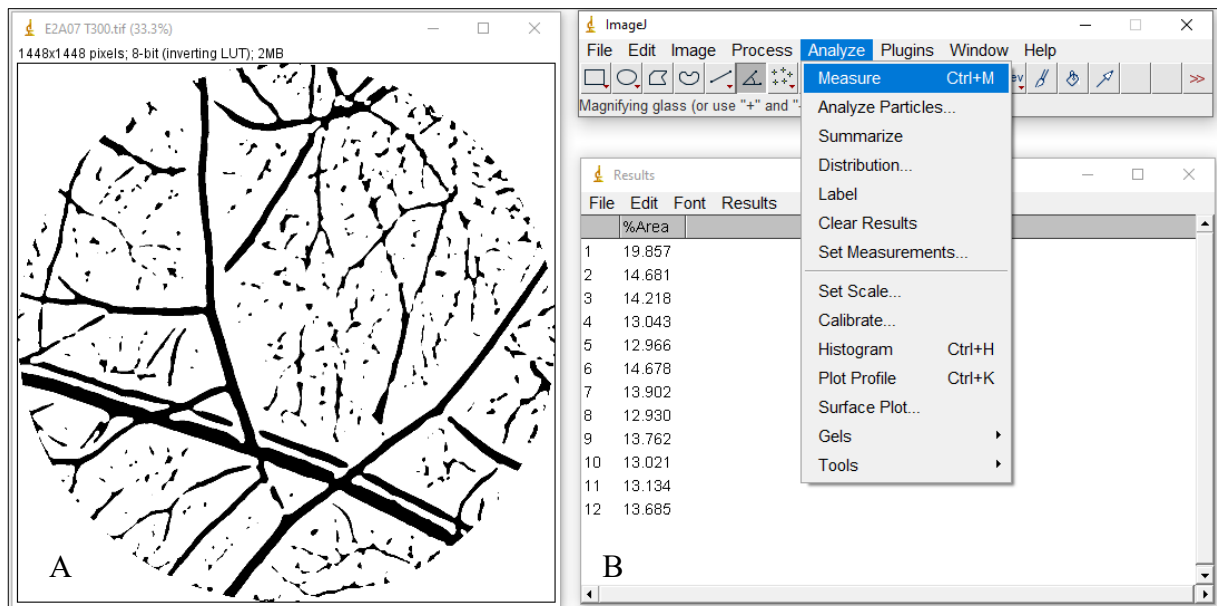 E2A07 T300.tif (33.3%)
1448x1448 pixels; 8-bit (inverting LUT); 2MB
A
ImageJ
File Edit Image Process Analyze Plugins Window Help
Magnifying glass (or use "+" and "-
Measure Ctrl+M
Analyze Particles...
Summarize
Distribution...
Label
Clear Results
Set Measurements...
Set Scale...
Calibrate...
Histogram Ctrl+H
Plot Profile Ctrl+K
Surface Plot...
Gels
Tools
>>
Results
File Edit Font Results
%Area
1 19.857
2 14.681
3 14.218
4 13.043
5 12.966
6 14.678
7 13.902
8 12.930
9 13.762
10 13.021
11 13.134
12 13.685
B